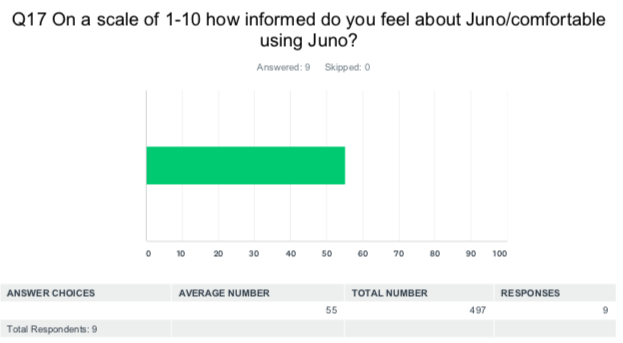 Q17 On a scale of 1-10 how informed do you feel about Juno/comfortable
using Juno?
Answered: 9 Skipped: 0
0 10 20 30 40 50 60 70 80 90 100
ANSWER CHOICES AVERAGE NUMBER TOTAL NUMBER RESPONSES
55 497 9
Total Respondents: 9